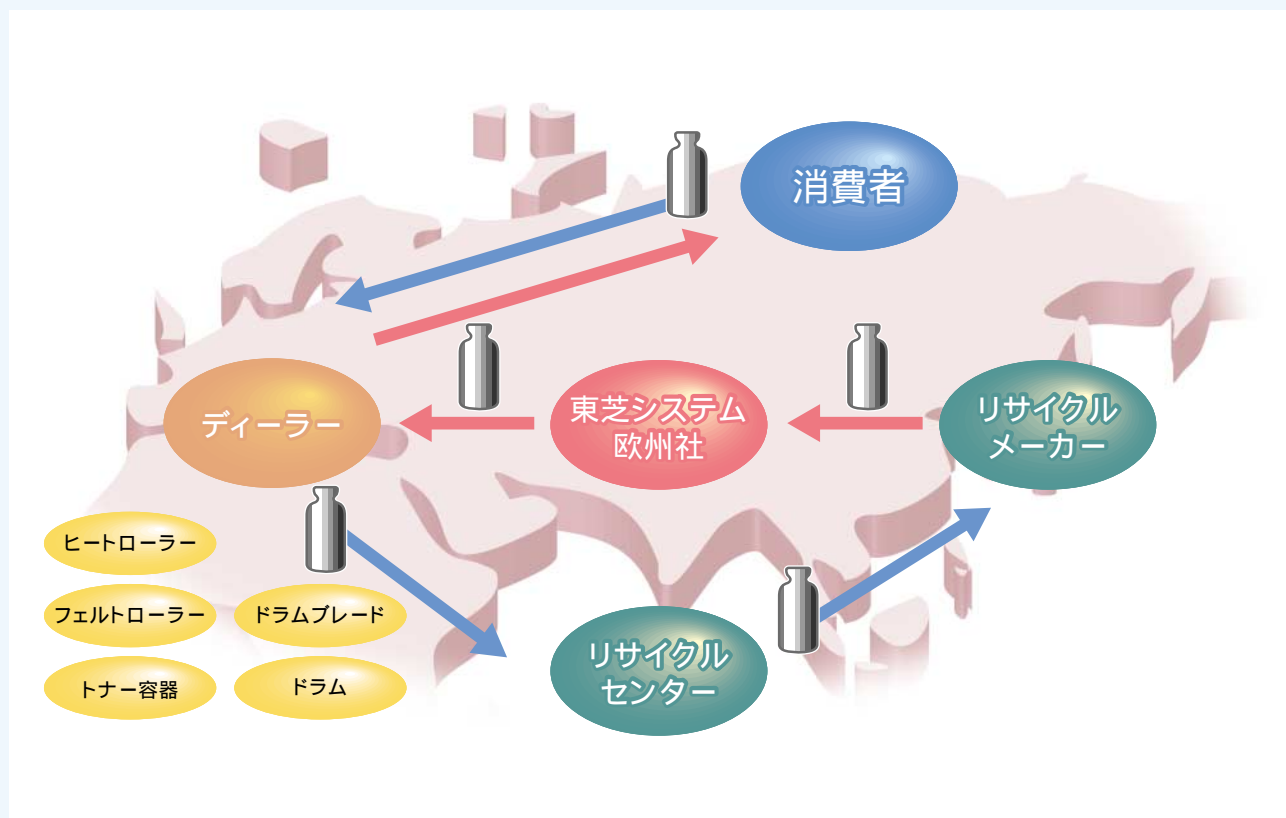 消費者
ディーラー
東芝システム
欧州社
リサイクル
メーカー
ヒートローラー
フェルトローラー
ドラムブレード
トナー容器
ドラム
リサイクル
センター